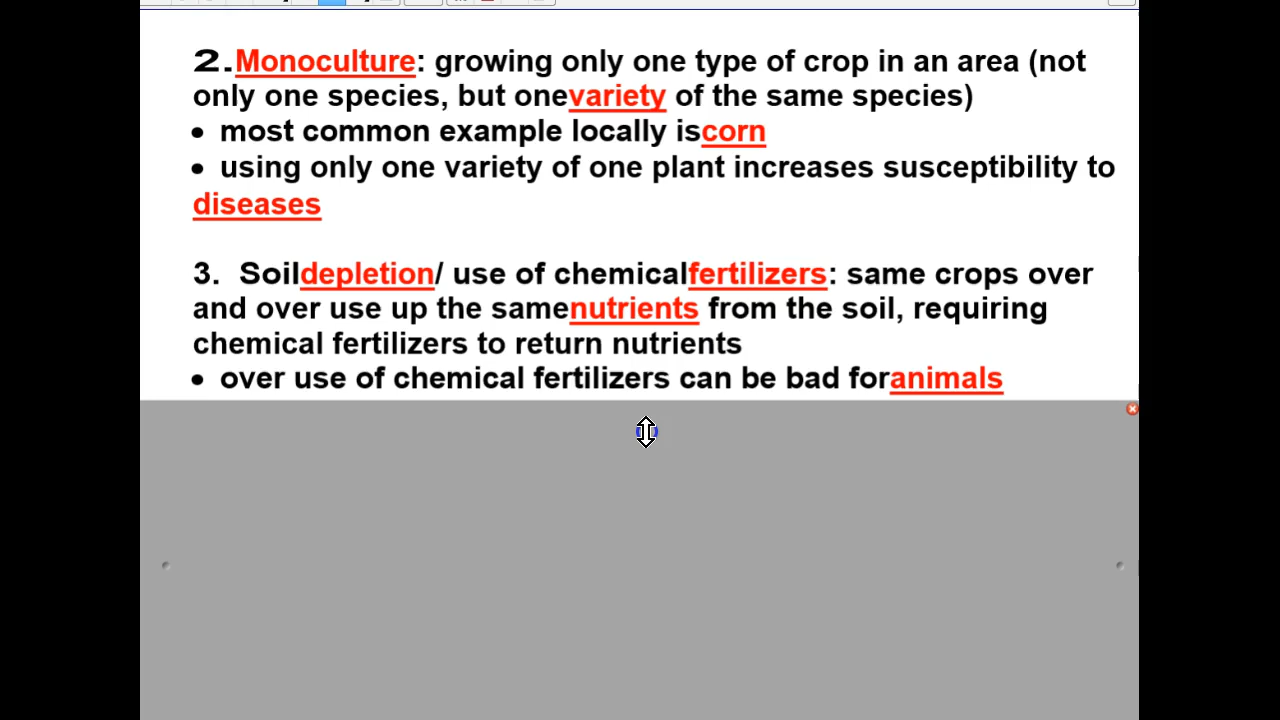 2.Monoculture: growing only one type of crop in an area (not
only one species, but onevariety of the same species)
• most common example locally iscorn
• using only one variety of one plant increases susceptibility to
diseases
3. Soildepletion/ use of chemicalfertilizers: same crops over
and over use up the samenutrients from the soil, requiring
chemical fertilizers to return nutrients
• over use of chemical fertilizers can be bad foranimals